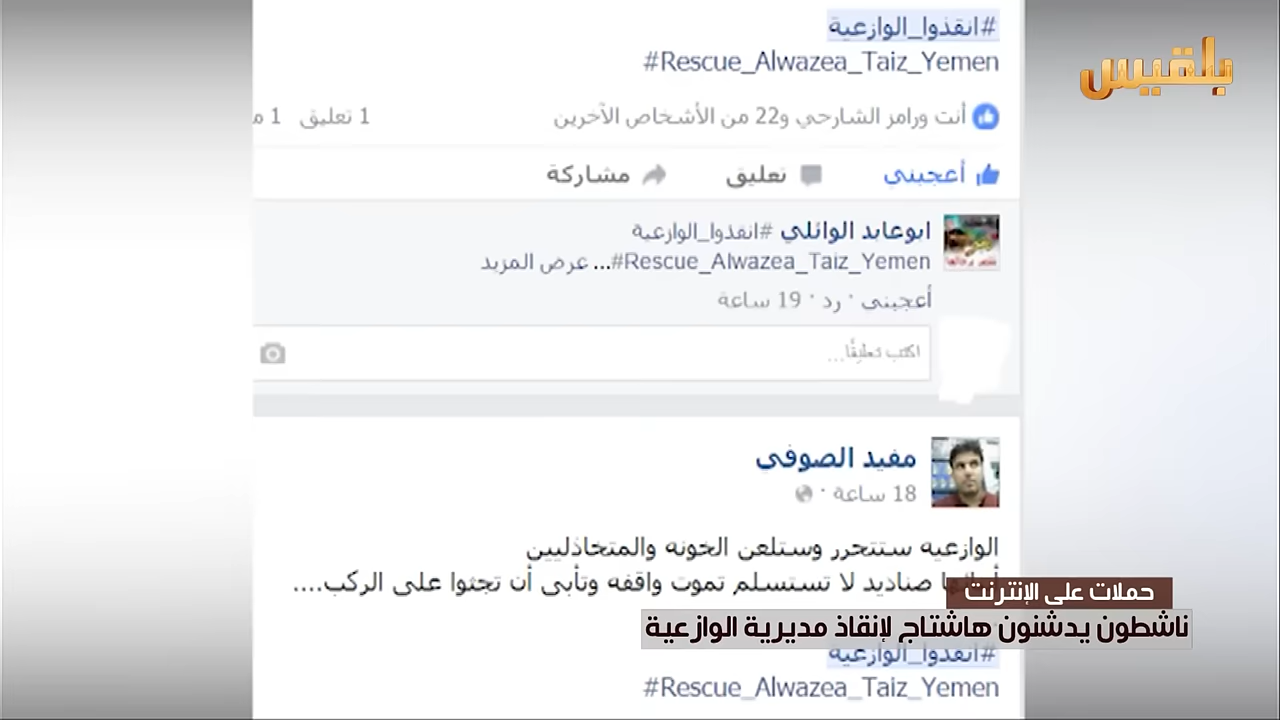 #انقذوا_الوازعية
#Rescue_Alwazea_Taiz_Yemen
بلقيس
أنت ورامز الشارحي و22 من الأشخاص الآخرين 1 تعليق 1
أعجبني تعليق مشاركة
ابوعابد الوائلي #انقذوا_الوازعية
#Rescue_Alwazea_Taiz_Yemen... عرض المزيد
أعجبني · رد · 19 ساعة
اكتب تعليقًا...
مفيد الصوفي
18 ساعة ·
الوازعيه ستتحرر وستلعن الخونه والمتخاذليين
صناديد لا تستسلم تموت واقفه وتأبى أن تجثوا على الركب....
حملات على الإنترنت
ناشطون يدشنون هاشتاج لإنقاذ مديرية الوازعية
#انقذوا_الوازعية
#Rescue_Alwazea_Taiz_Yemen